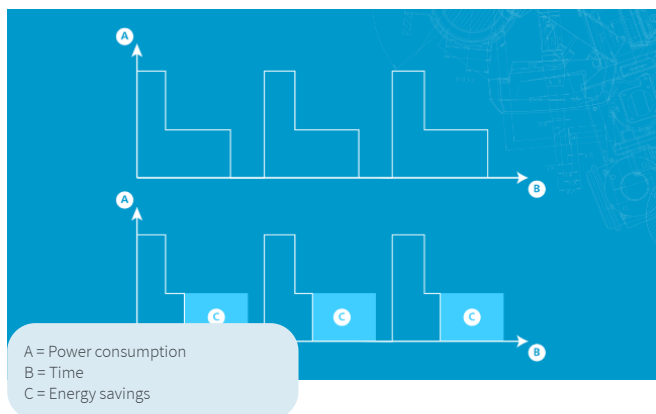 A
B
A
C
C
C
B
A = Power consumption
B = Time
C = Energy savings